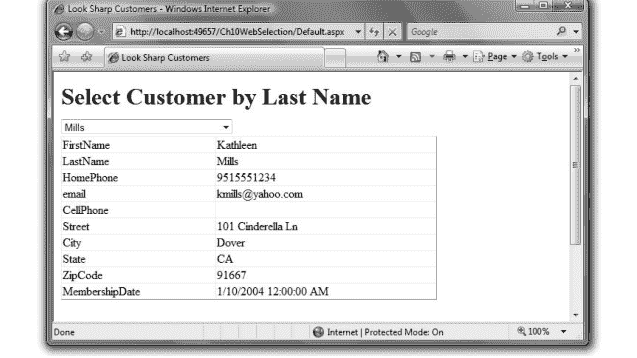 Look Sharp Customers - Windows Internet Explorer
http://localhost:49657/Ch10WebSelection/Default.aspx
Google
Look Sharp Customers
Page
Tools
Select Customer by Last Name
Mills
FirstName Kathleen
LastName Mills
HomePhone 9515551234
email kmills@yahoo.com
CellPhone
Street 101 Cinderella Ln
City Dover
State CA
ZipCode 91667
MembershipDate 1/10/2004 12:00:00 AM
Done
Internet | Protected Mode: On
100%